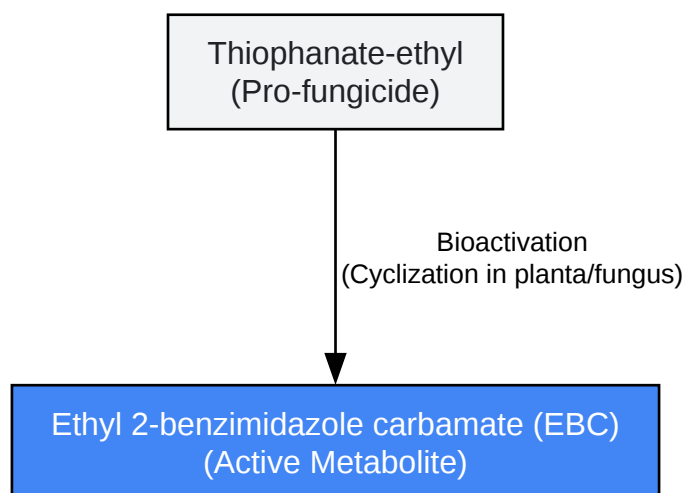 Thiophanate-ethyl
(Pro-fungicide)
Bioactivation
(Cyclization in planta/fungus)
Ethyl 2-benzimidazole carbamate (EBC)
(Active Metabolite)